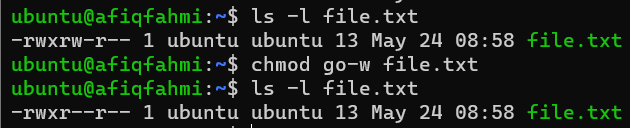 ubuntu@afiqfahmi:~$ ls -l file.txt
-rwxrw-r-- 1 ubuntu ubuntu 13 May 24 08:58 file.txt
ubuntu@afiqfahmi:~$ chmod go-w file.txt
ubuntu@afiqfahmi:~$ ls -l file.txt
-rwxr--r-- 1 ubuntu ubuntu 13 May 24 08:58 file.txt